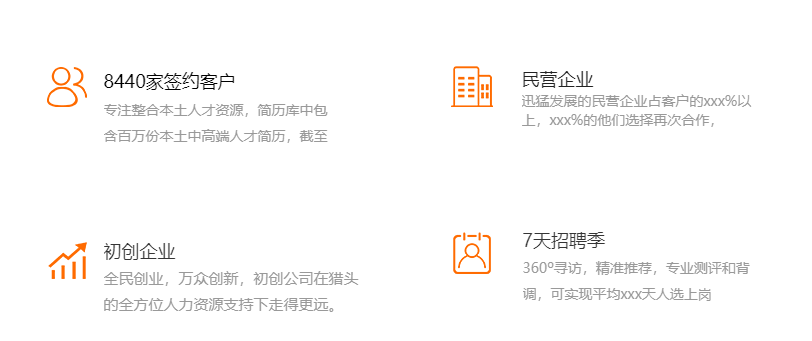 8440家签约客户
专注整合本土人才资源，简历库中包
含百万份本土中高端人才简历，截至
民营企业
迅猛发展的民营企业占客户的xxx%以
上，xxx%的他们选择再次合作，
初创企业
全民创业，万众创新，初创公司在猎头
的全方位人力资源支持下走得更远。
7天招聘季
360º寻访，精准推荐，专业测评和背
调，可实现平均xxx天人选上岗